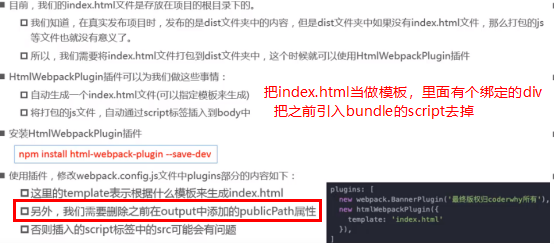 目前，我们的index.html文件是存放在项目的根目录下的。
我们知道，在真实发布项目时，发布的是dist文件夹中的内容，但是dist文件夹中如果没有index.html文件，那么打包的js
等文件也就没有意义了。
所以，我们需要将index.html文件打包到dist文件夹中，这个时候就可以使用HtmlWebpackPlugin插件
HtmlWebpackPlugin插件可以为我们做这些事情：
自动生成一个index.html文件(可以指定模板来生成)
将打包的js文件，自动通过script标签插入到body中
把index.html当做模板，里面有个绑定的div
把之前引入bundle的script去掉
安装HtmlWebpackPlugin插件
npm install html-webpack-plugin --save-dev
使用插件，修改webpack.config.js文件中plugins部分的内容如下：
这里的template表示根据什么模板来生成index.html
另外，我们需要删除之前在output中添加的publicPath属性
否则插入的script标签中的src可能会有问题
plugins: [
new webpack.BannerPlugin('最终版权归coderwhy所有'),
new htmlWebpackPlugin({
template: 'index.html'
}),
]